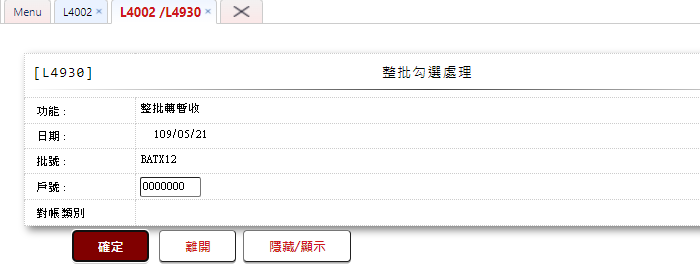 Menu L4002 × L4002 /L4930 ×
[L4930] 整批勾選處理
功能 : 整批轉暫收
日期 : 109/05/21
批號 : BATX12
戶號 : 0000000
對帳類別
確定 離開 隱藏/顯示